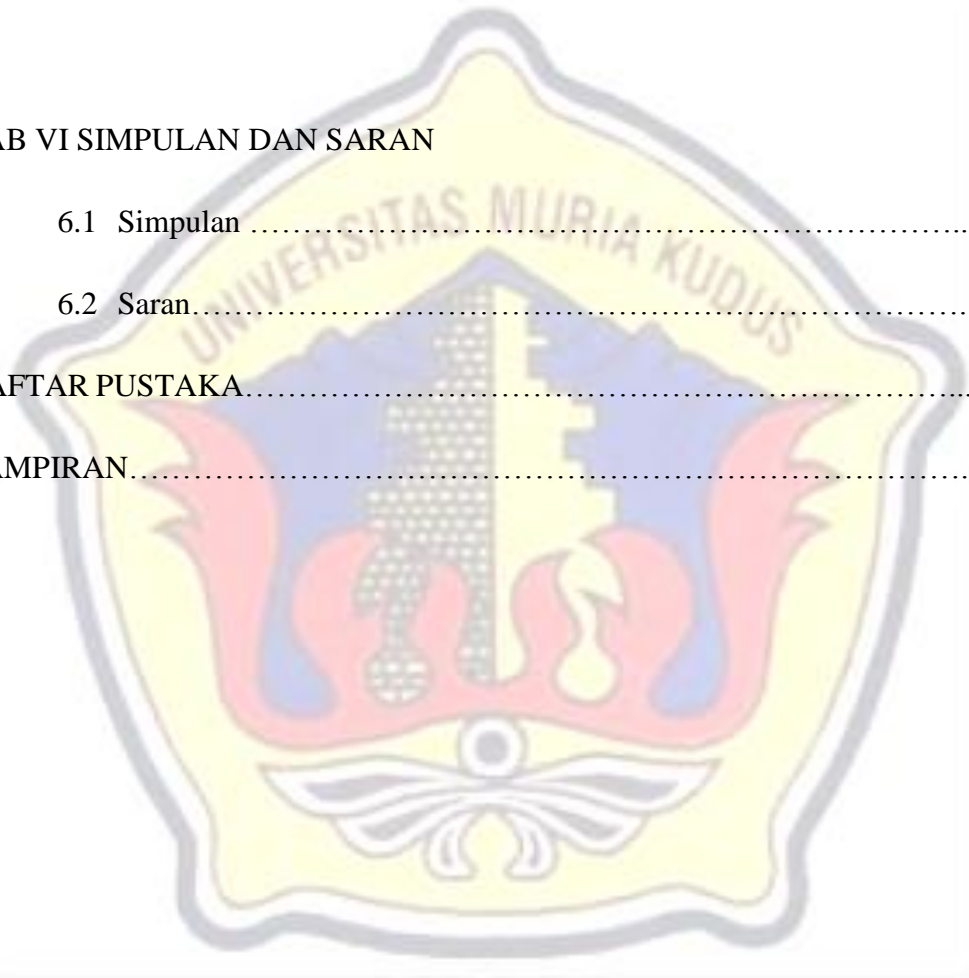 AB VI SIMPULAN DAN SARAN
UNIVERSITAS MURIA KUDUS
6.1 Simpulan ………………………………………………………..
6.2 Saran……………………………………………………………
AFTAR PUSTAKA…………………………………………………………..
AMPIRAN……………………………………………………………………